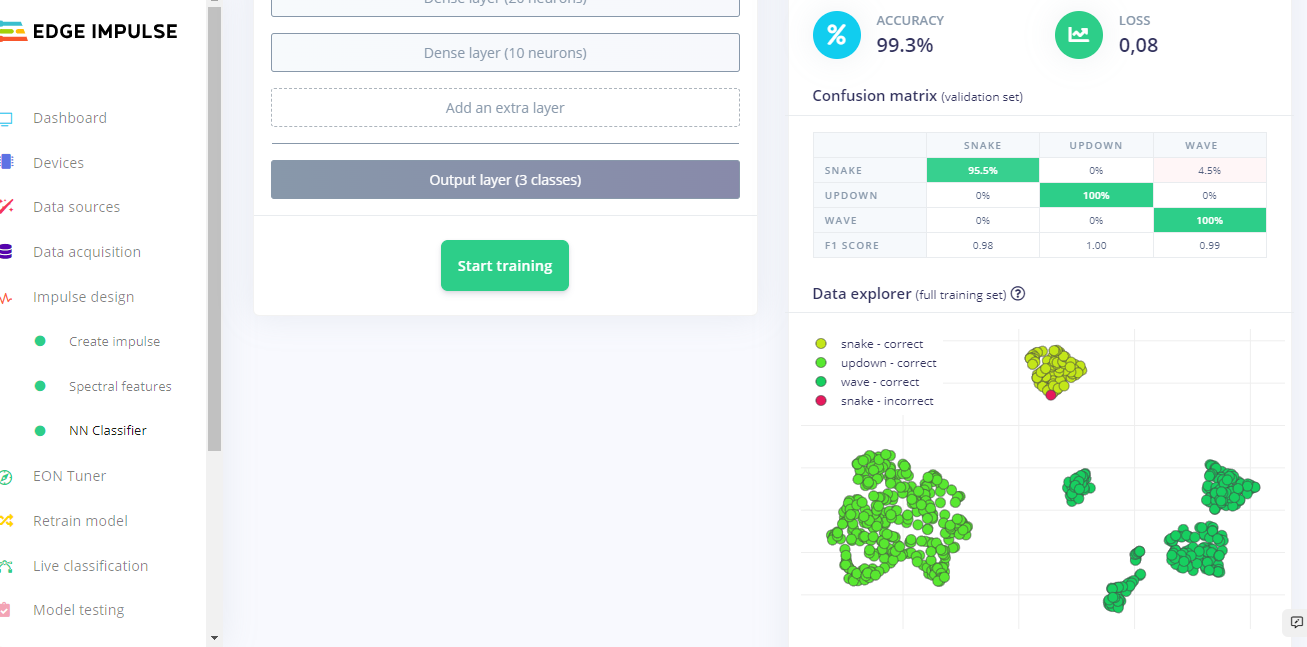 EDGE IMPULSE
Dashboard
Devices
Data sources
Data acquisition
Impulse design
Create impulse
Spectral features
NN Classifier
EON Tuner
Retrain model
Live classification
Model testing
Dense layer (20 neurons)
Dense layer (10 neurons)
Add an extra layer
Output layer (3 classes)
Start training
%
ACCURACY
99.3%
LOSS
0,08
Confusion matrix (validation set)
SNAKE UPDOWN WAVE
SNAKE 95.5% 0% 4.5%
UPDOWN 0% 100% 0%
WAVE 0% 0% 100%
F1 SCORE 0.98 1.00 0.99
Data explorer (full training set) ?
snake - correct
updown - correct
wave - correct
snake - incorrect